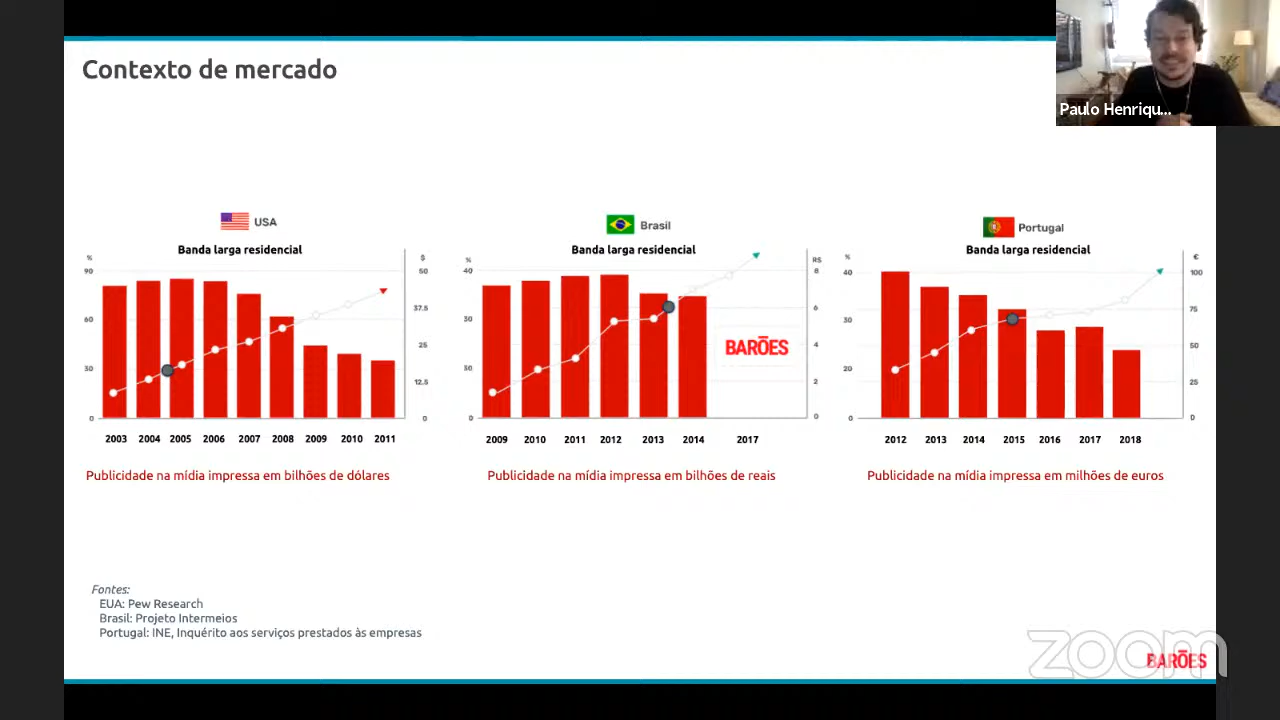 Contexto de mercado
Paulo Henriqu...
USA
Banda larga residencial
%
$
90
60
30
0
50
37.5
25
12.5
0
2003 2004 2005 2006 2007 2008 2009 2010 2011
Publicidade na mídia impressa em bilhões de dólares
Brasil
Banda larga residencial
%
R$
40
30
30
0
8
6
4
2
0
BARÕES
2009 2010 2011 2012 2013 2014 2017
Publicidade na mídia impressa em bilhões de reais
Portugal
Banda larga residencial
%
€
40
30
20
0
100
75
50
25
0
2012 2013 2014 2015 2016 2017 2018
Publicidade na mídia impressa em milhões de euros
Fontes:
EUA: Pew Research
Brasil: Projeto Intermeios
Portugal: INE, Inquérito aos serviços prestados às empresas
zoom
BARÕES